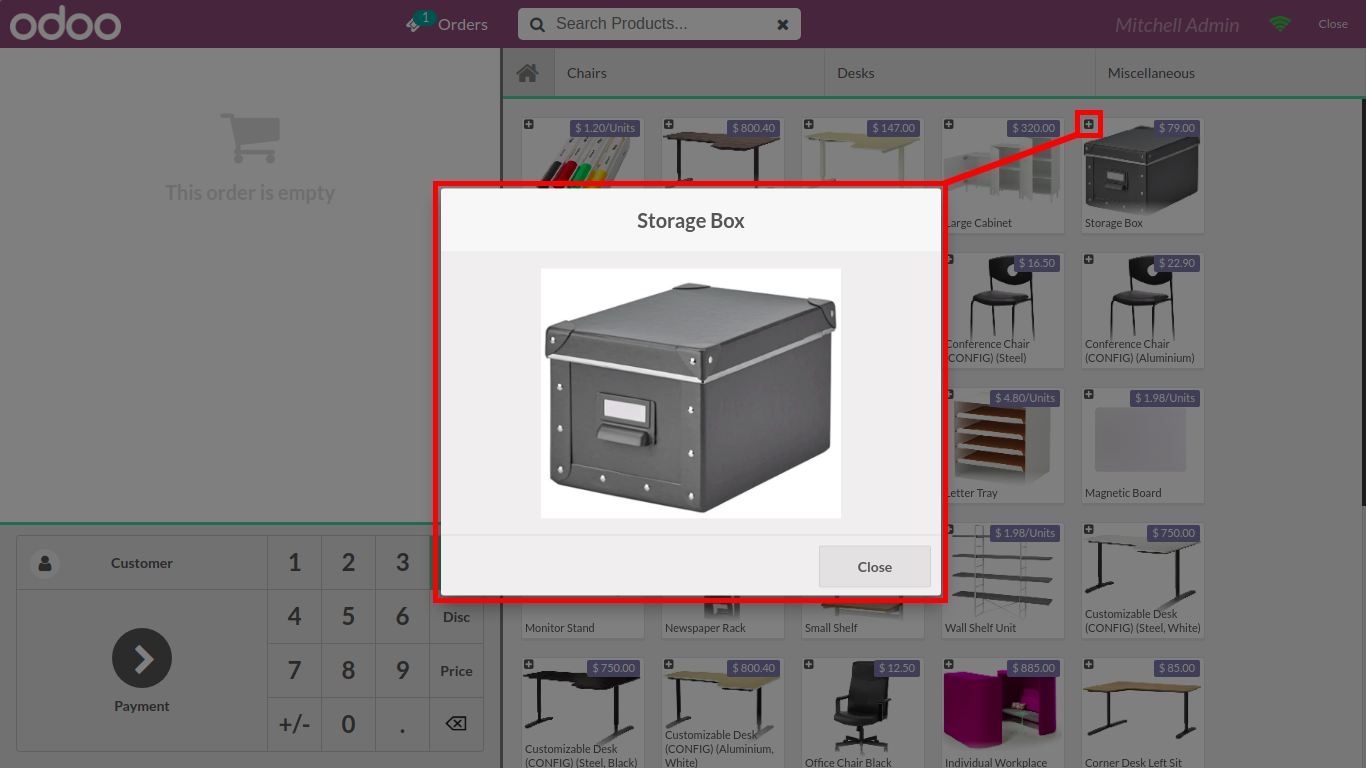 odoo
1
Orders
Search Products...
Mitchell Admin
Close
Chairs
Desks
Miscellaneous
This order is empty
$ 1.20/Units
$ 800.40
$ 147.00
$ 320.00
Large Cabinet
$ 79.00
Storage Box
Storage Box
Close
$ 16.50
Conference Chair
(CONFIG) (Steel)
$ 22.90
Conference Chair
(CONFIG) (Aluminium)
$ 4.80/Units
Letter Tray
$ 1.98/Units
Magnetic Board
Monitor Stand
Newspaper Rack
Small Shelf
$ 1.98/Units
Wall Shelf Unit
$ 750.00
Customizable Desk
(CONFIG) (Steel, White)
$ 750.00
Customizable Desk
(CONFIG) (Steel, Black)
$ 800.40
Customizable Desk
(CONFIG) (Aluminium,
White)
$ 12.50
Office Chair Black
$ 885.00
Individual Workplace
$ 85.00
Corner Desk Left Sit
Customer
Payment
1 2 3
4 5 6 Disc
7 8 9 Price
+/- 0 .